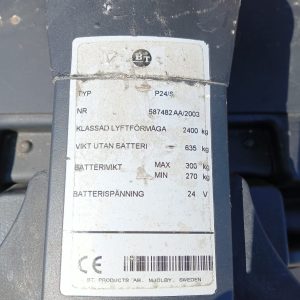 BT
TYP P24/S
NR 587482AA/2003
KLASSAD LYFTFÖRMÅGA 2400 kg
VIKT UTAN BATTERI 635 kg
BATTERIVIKT MAX 300 kg
MIN 270 kg
BATTERISPÄNNING 24 V
CE
BT PRODUCTS AB, MJÖLBY, SWEDEN